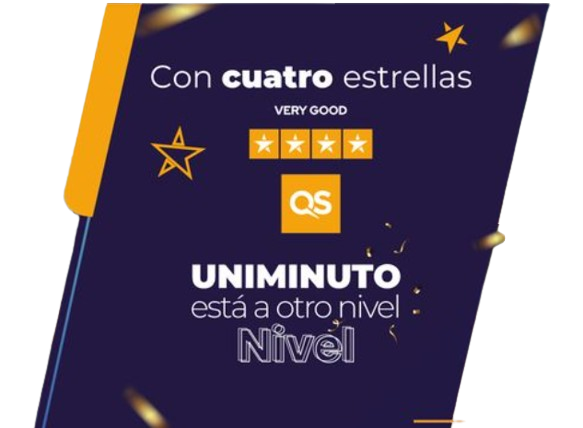 Con cuatro estrellas
VERY GOOD
QS
UNIMINUTO
está a otro nivel
Nivel